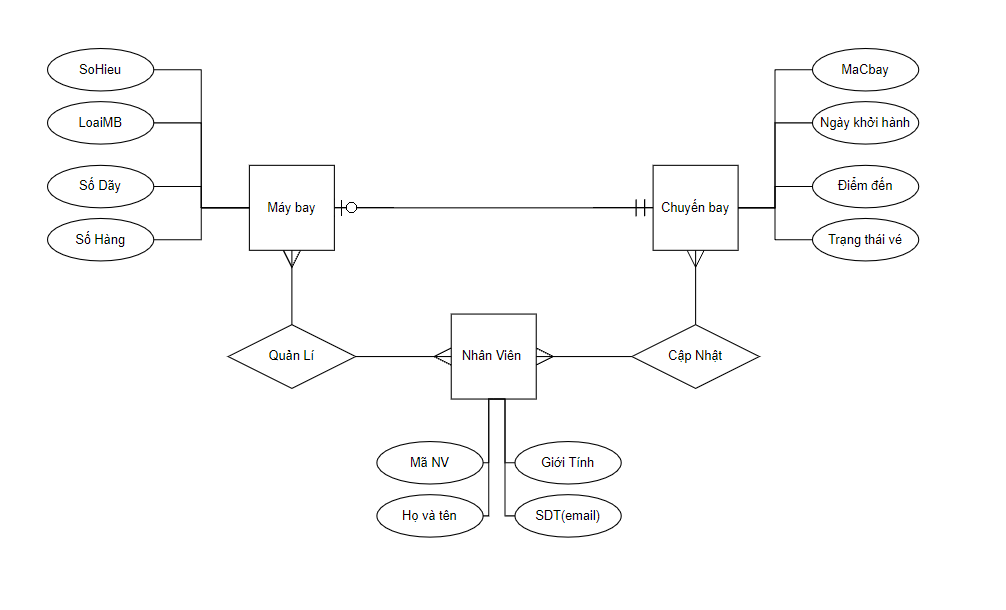 SoHieu
LoaiMB
Số Dãy
Số Hàng
Máy bay
Chuyến bay
MaCbay
Ngày khởi hành
Điểm đến
Trạng thái vé
Quản Lí
Nhân Viên
Cập Nhật
Mã NV
Giới Tính
Họ và tên
SDT(email)